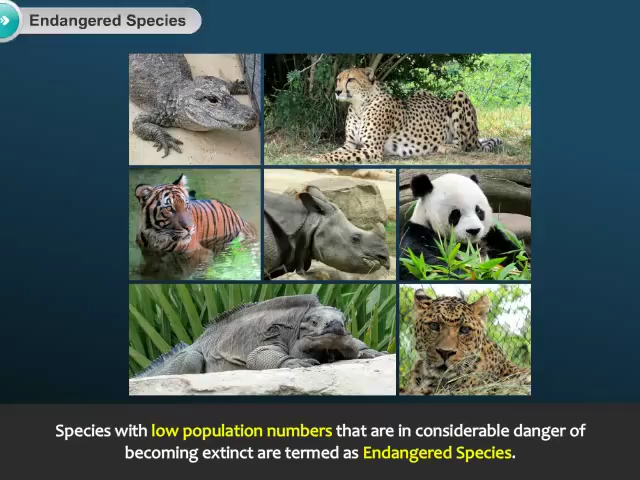 Endangered Species
Species with low population numbers that are in considerable danger of
becoming extinct are termed as Endangered Species.